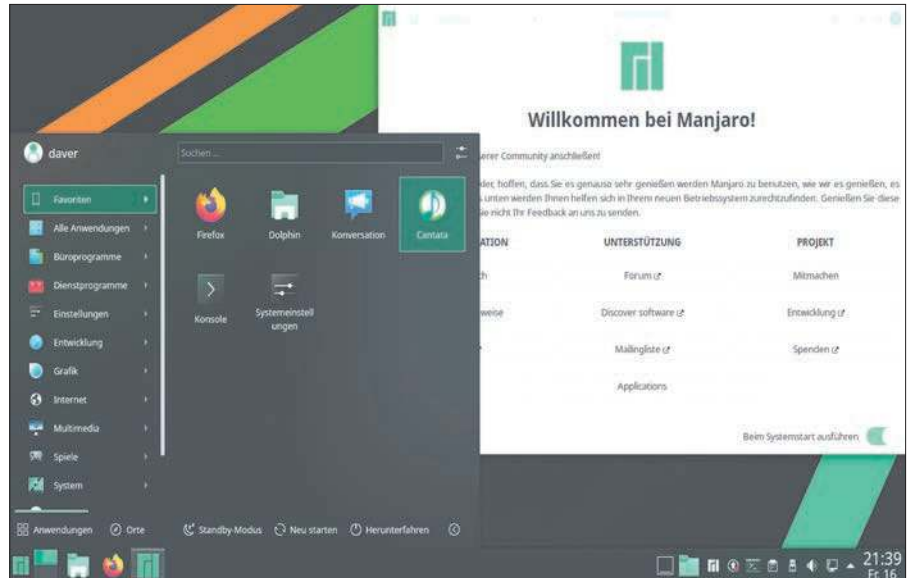 Willkommen bei Manjaro!
serer Community anschließen!
kler, hoffen, dass Sie es genauso sehr genießen werden Manjaro zu benutzen, wie wir es genießen, es
unten werden Ihnen helfen sich in Ihrem neuen Betriebssystem zurechtzufinden. Genießen Sie diese
Sie nicht Ihr Feedback an uns zu senden.
ATION UNTERSTÜTZUNG PROJEKT
Forum Mitmachen
weise Discover software Entwicklung
Mailingliste Spenden
Applications
Beim Systemstart ausführen
daver
Suchen ...
Favoriten
Alle Anwendungen
Büroprogramme
Dienstprogramme
Einstellungen
Entwicklung
Grafik
Internet
Multimedia
Spiele
System
Firefox Dolphin Konversation Cantata
Konsole Systemeinstell
ungen
Anwendungen Orte Standby-Modus Neu starten Herunterfahren
21:39
Fr. 16